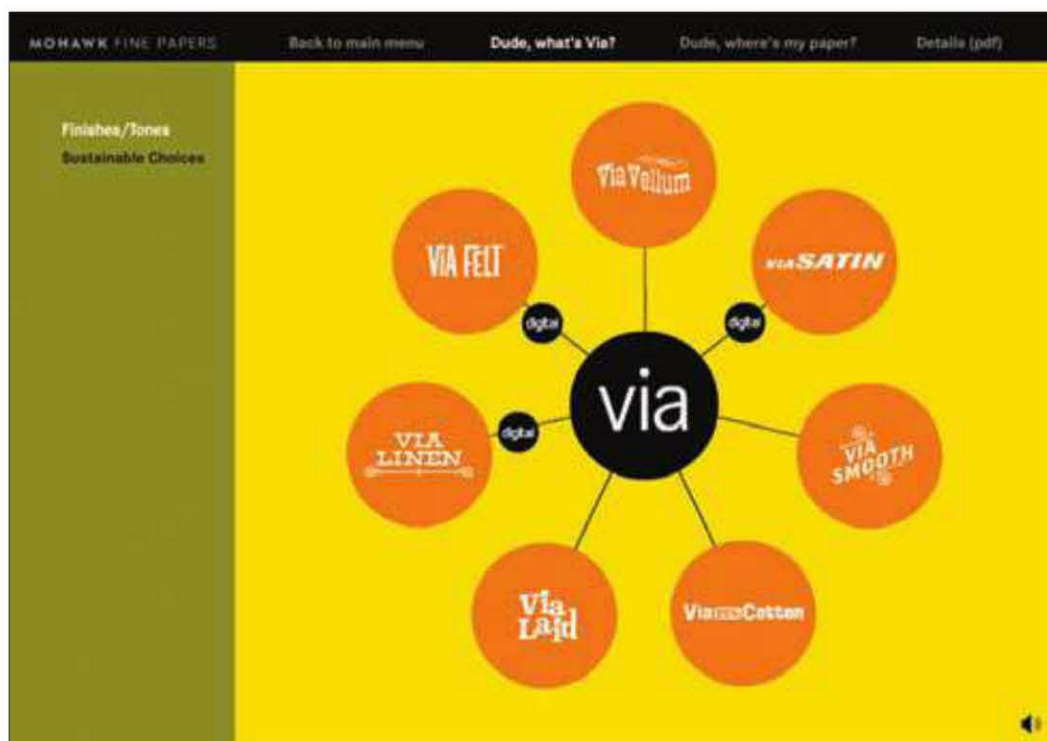 MOHAWK FINE PAPERS
Back to main menu
Dude, what's Via?
Dude, where's my paper?
Details (pdf)
Finishes/Tones
Sustainable Choices
Via Vellum
VIA FELT
VIA SATIN
digital
digital
via
VIA
LINEN
digital
VIA
SMOOTH
Via
Laid
Via
Cotton